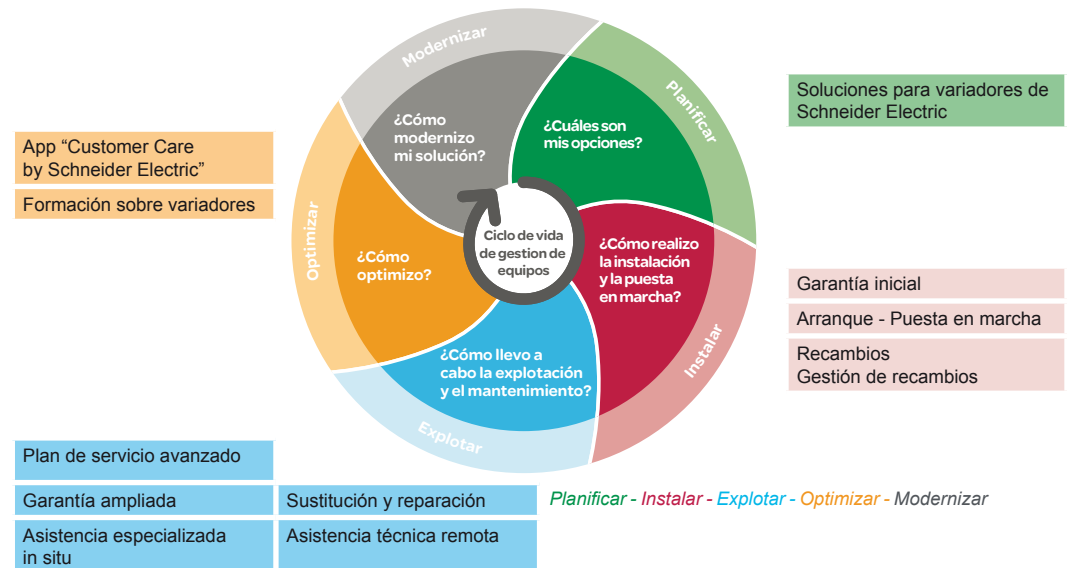 Modernizar
Planificar
Soluciones para variadores de
Schneider Electric
¿Cómo
modernizo
mi solución?
¿Cuáles son
mis opciones?
App “Customer Care
by Schneider Electric”
Formación sobre variadores
Optimizar
¿Cómo
optimizo?
Ciclo de vida
de gestion de
equipos
¿Cómo realizo
la instalación
y la puesta
en marcha?
Garantía inicial
Arranque - Puesta en marcha
Recambios
Gestión de recambios
Instalar
¿Cómo llevo a
cabo la explotación
y el mantenimiento?
Explotar
Plan de servicio avanzado
Garantía ampliada
Sustitución y reparación
Asistencia especializada
in situ
Asistencia técnica remota
Planificar - Instalar - Explotar - Optimizar - Modernizar